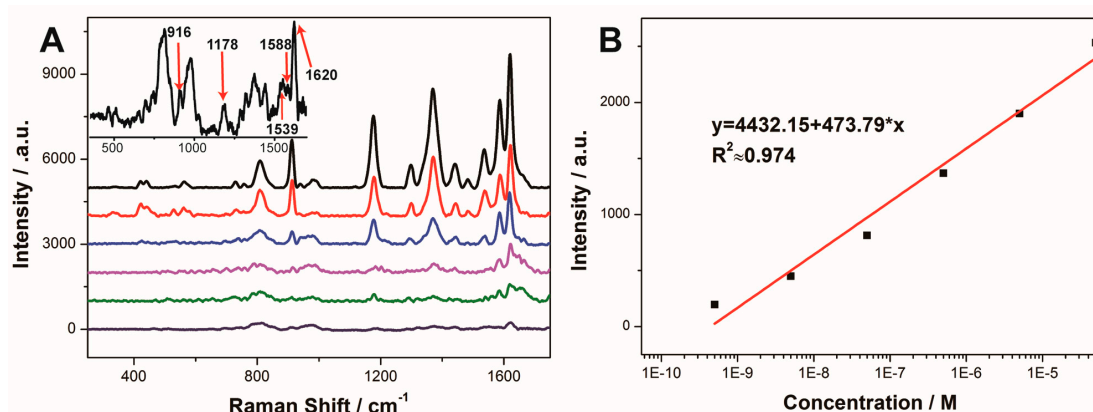 A
916
1178
1588
1620
1539
500
1000
1500
9000
6000
3000
0
Intensity / .a.u.
400
800
1200
1600
Raman Shift / cm⁻¹
B
y=4432.15+473.79*x
R²≈0.974
2000
1000
0
Intensity / a.u.
1E-10
1E-9
1E-8
1E-7
1E-6
1E-5
Concentration / M